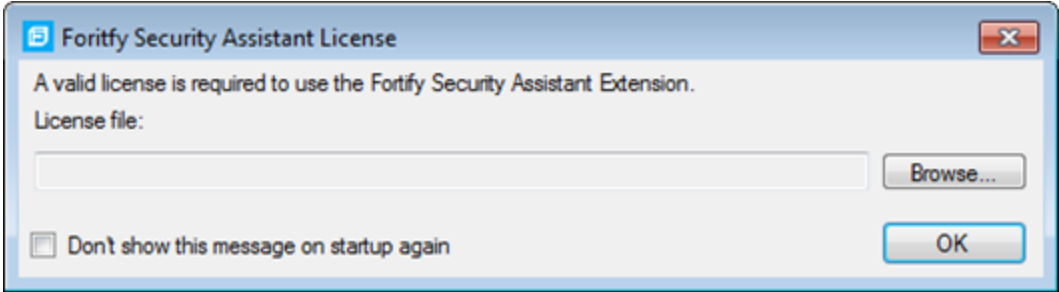 Foritfy Security Assistant License
A valid license is required to use the Fortify Security Assistant Extension.
License file:
Browse...
Don't show this message on startup again
OK